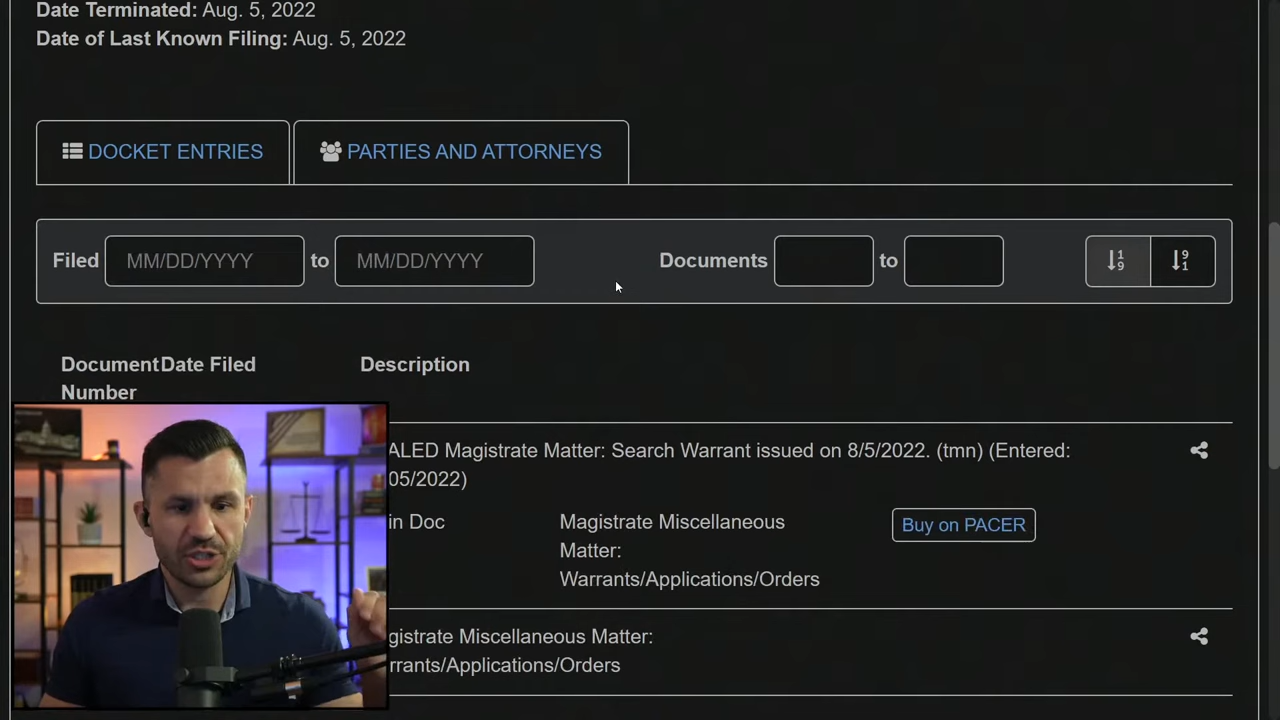 Date Terminated: Aug. 5, 2022
Date of Last Known Filing: Aug. 5, 2022
DOCKET ENTRIES
PARTIES AND ATTORNEYS
Filed MM/DD/YYYY to MM/DD/YYYY Documents to
Document Date Filed Description
Number
ALED Magistrate Matter: Search Warrant issued on 8/5/2022. (tmn) (Entered:
05/2022)
in Doc Magistrate Miscellaneous Buy on PACER
Matter:
Warrants/Applications/Orders
gistrate Miscellaneous Matter:
rrants/Applications/Orders